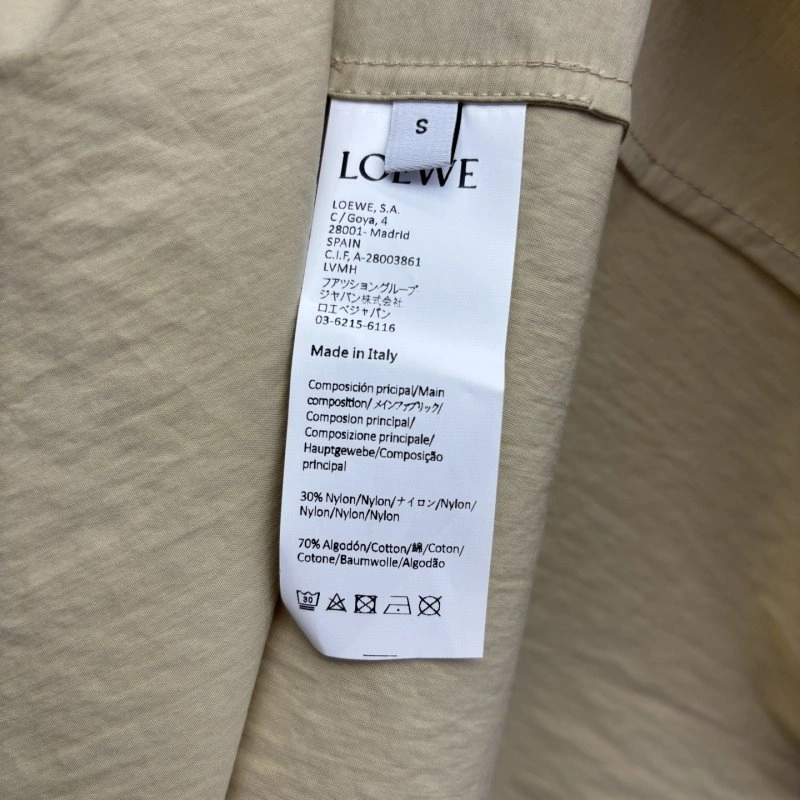 S
LOEWE
LOEWE, S.A.
C/Goya, 4
28001- Madrid
SPAIN
C.I.F, A-28003861
LVMH
フアツショングループ
ジャパン株式会社
ロエベジャパン
03-6215-6116
Made in Italy
Composición pricipal/Main
composition/メインファブリック/
Composion principal/
Composizione principale/
Hauptgewebe/Composição
principal
30% Nylon/Nylon/ナイロン/Nylon/
Nylon/Nylon/Nylon
70% Algodón/Cotton/綿/Coton/
Cotone/Baumwolle/Algodão
30